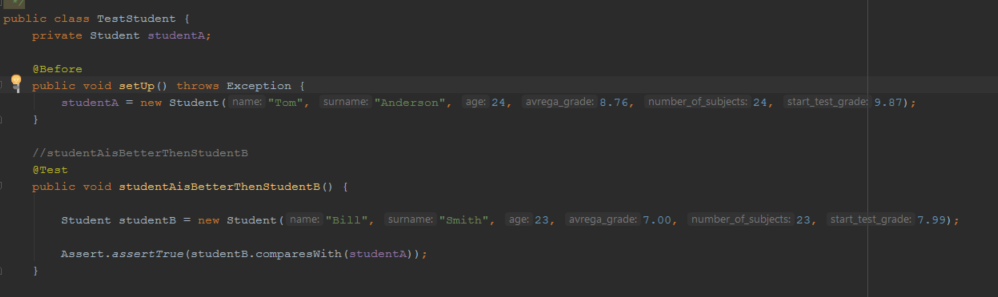 */
public class TestStudent {
private Student studentA;
@Before
public void setUp() throws Exception {
studentA = new Student( name: "Tom", surname: "Anderson", age: 24, avrega_grade: 8.76, number_of_subjects: 24, start_test_grade: 9.87);
}
//studentAisBetterThenStudentB
@Test
public void studentAisBetterThenStudentB() {
Student studentB = new Student( name: "Bill", surname: "Smith", age: 23, avrega_grade: 7.00, number_of_subjects: 23, start_test_grade: 7.99);
Assert.assertTrue(studentB.comparesWith(studentA));
}